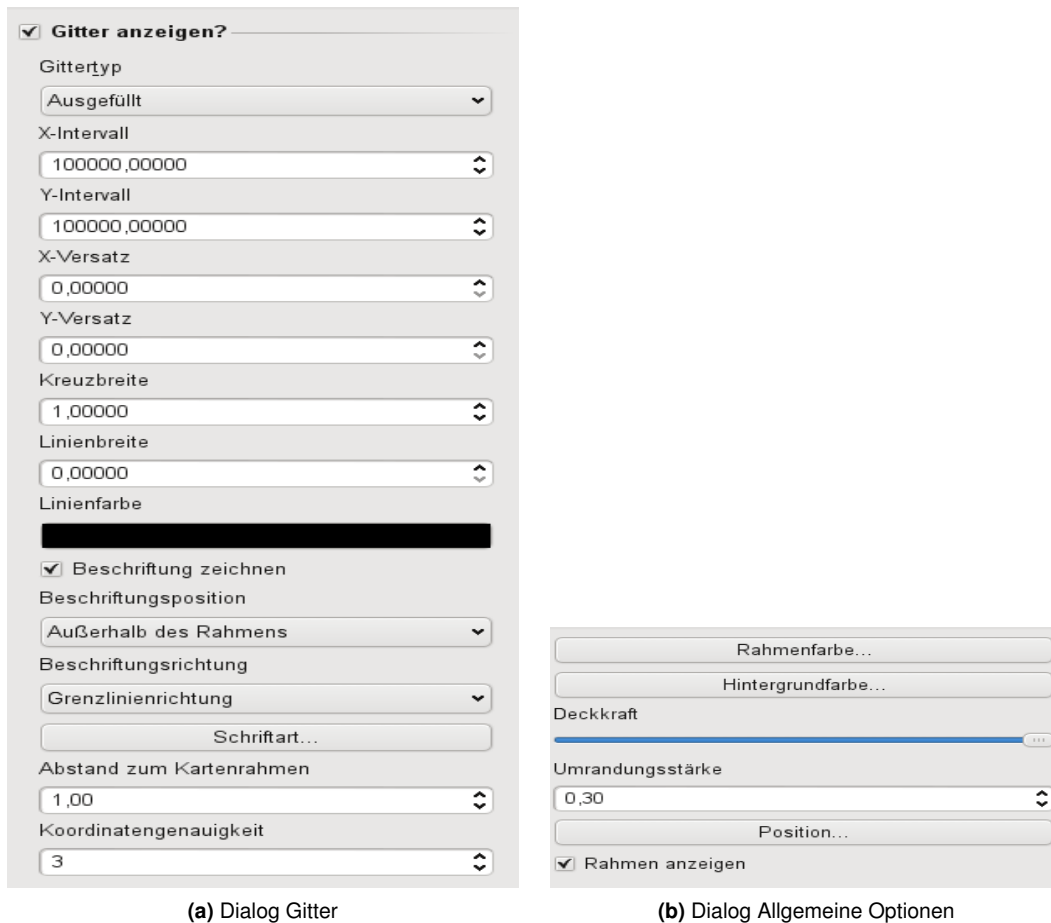 Gitter anzeigen?
Gittertyp
Ausgefüllt
X-Intervall
100000,00000
Y-Intervall
100000,00000
X-Versatz
0,00000
Y-Versatz
0,00000
Kreuzbreite
1,00000
Linienbreite
0,00000
Linienfarbe
Beschriftung zeichnen
Beschriftungsposition
Außerhalb des Rahmens
Beschriftungsrichtung
Grenzlinienrichtung
Schriftart...
Abstand zum Kartenrahmen
1,00
Koordinatengenauigkeit
3
(a) Dialog Gitter
Rahmenfarbe...
Hintergrundfarbe...
Deckkraft
Umrandungsstärke
0,30
Position...
Rahmen anzeigen
(b) Dialog Allgemeine Optionen